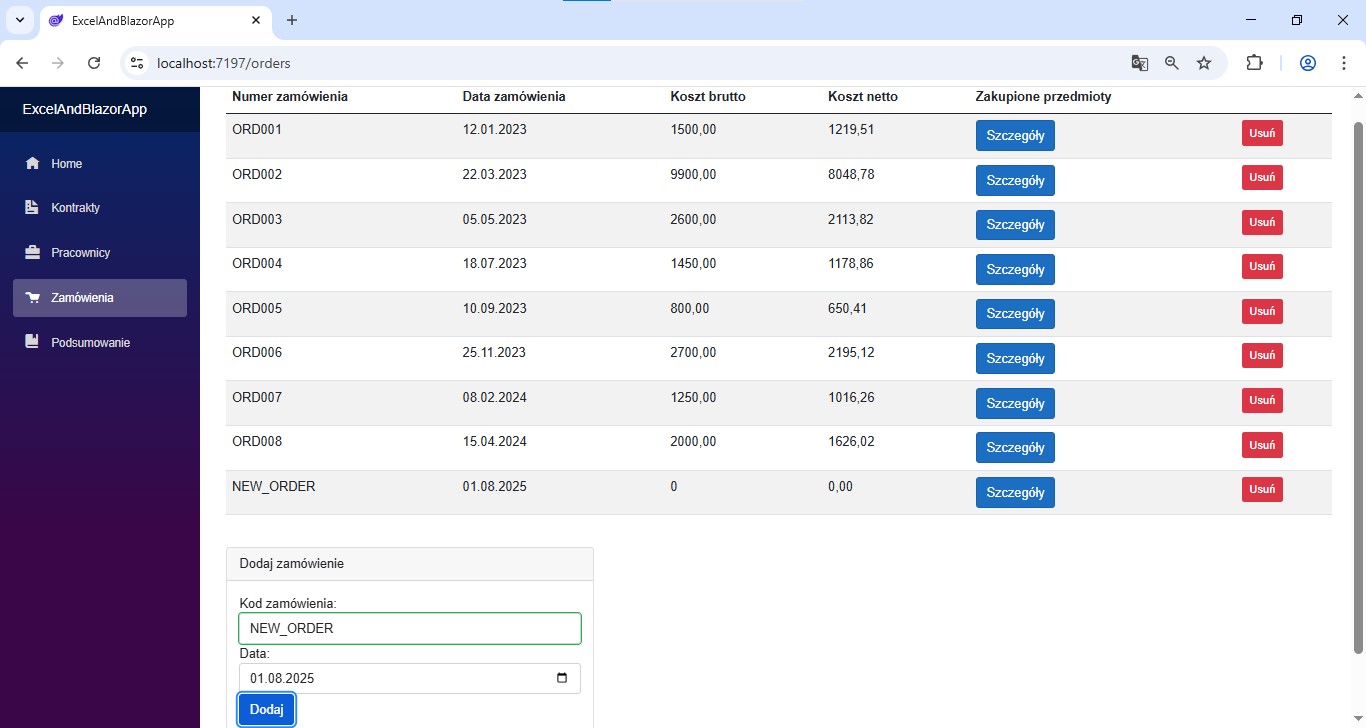 ExcelAndBlazorApp
localhost:7197/orders
ExcelAndBlazorApp
Home
Kontrakty
Pracownicy
Zamówienia
Podsumowanie
Numer zamówienia Data zamówienia Koszt brutto Koszt netto Zakupione przedmioty
ORD001 12.01.2023 1500,00 1219,51 Szczegóły Usuń
ORD002 22.03.2023 9900,00 8048,78 Szczegóły Usuń
ORD003 05.05.2023 2600,00 2113,82 Szczegóły Usuń
ORD004 18.07.2023 1450,00 1178,86 Szczegóły Usuń
ORD005 10.09.2023 800,00 650,41 Szczegóły Usuń
ORD006 25.11.2023 2700,00 2195,12 Szczegóły Usuń
ORD007 08.02.2024 1250,00 1016,26 Szczegóły Usuń
ORD008 15.04.2024 2000,00 1626,02 Szczegóły Usuń
NEW_ORDER 01.08.2025 0 0,00 Szczegóły Usuń
Dodaj zamówienie
Kod zamówienia:
NEW_ORDER
Data:
01.08.2025
Dodaj